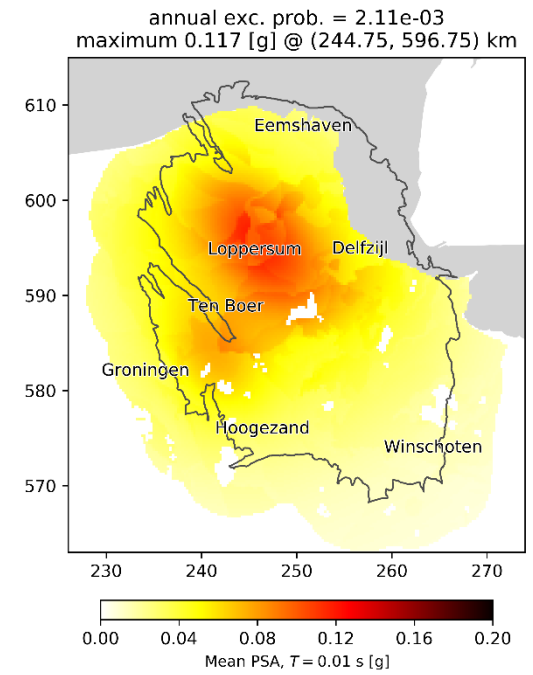 annual exc. prob. = 2.11e-03
maximum 0.117 [g] @ (244.75, 596.75) km
610
Eemshaven
600
Loppersum
Delfzijl
590
Ten Boer
Groningen
580
Hoogezand
Winschoten
570
230 240 250 260 270
0.00 0.04 0.08 0.12 0.16 0.20
Mean PSA, T = 0.01 s [g]